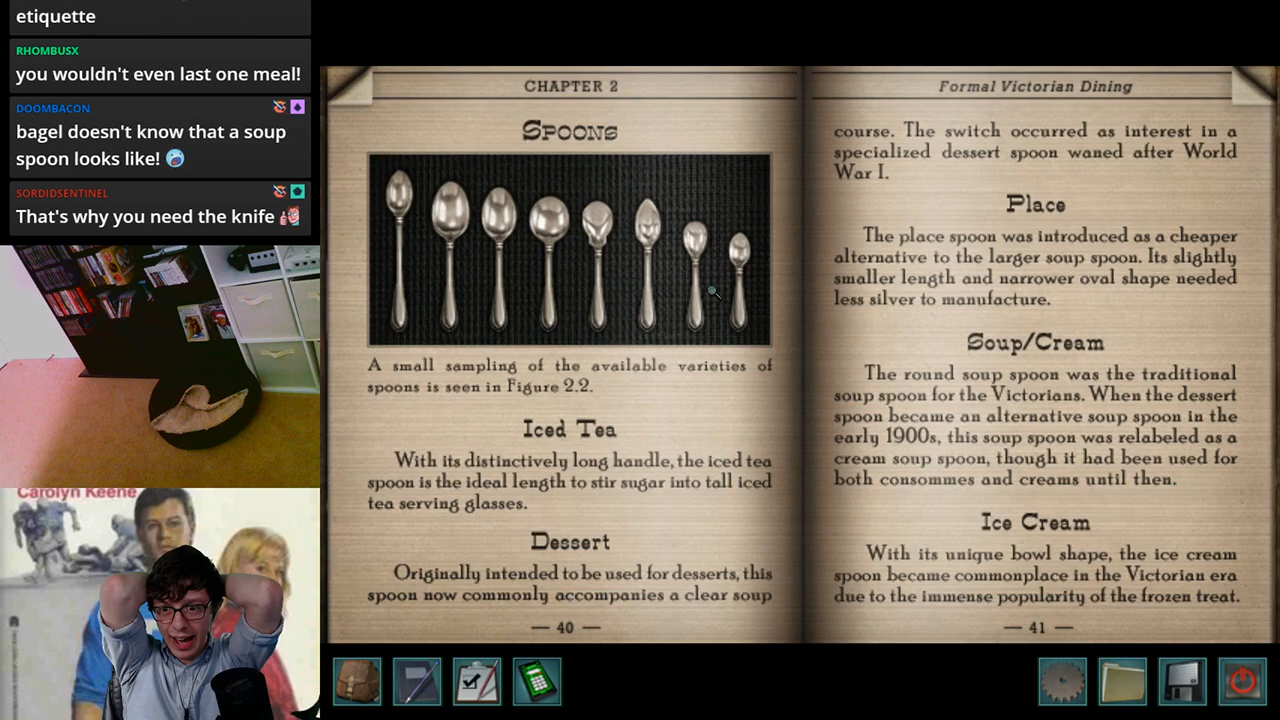 etiquette
RHOMBUSX
you wouldn't even last one meal!
DOOMBACON
bagel doesn't know that a soup
spoon looks like!
SORDIDSENTINEL
That's why you need the knife
Carolyn Keene
CHAPTER 2
Spoons
A small sampling of the available varieties of
spoons is seen in Figure 2.2.
Iced Tea
With its distinctively long handle, the iced tea
spoon is the ideal length to stir sugar into tall iced
tea serving glasses.
Dessert
Originally intended to be used for desserts, this
spoon now commonly accompanies a clear soup
— 40 —
Formal Victorian Dining
course. The switch occurred as interest in a
specialized dessert spoon waned after World
War I.
Place
The place spoon was introduced as a cheaper
alternative to the larger soup spoon. Its slightly
smaller length and narrower oval shape needed
less silver to manufacture.
Soup/Cream
The round soup spoon was the traditional
soup spoon for the Victorians. When the dessert
spoon became an alternative soup spoon in the
early 1900s, this soup spoon was relabeled as a
cream soup spoon, though it had been used for
both consommes and creams until then.
Ice Cream
With its unique bowl shape, the ice cream
spoon became commonplace in the Victorian era
due to the immense popularity of the frozen treat.
— 41 —